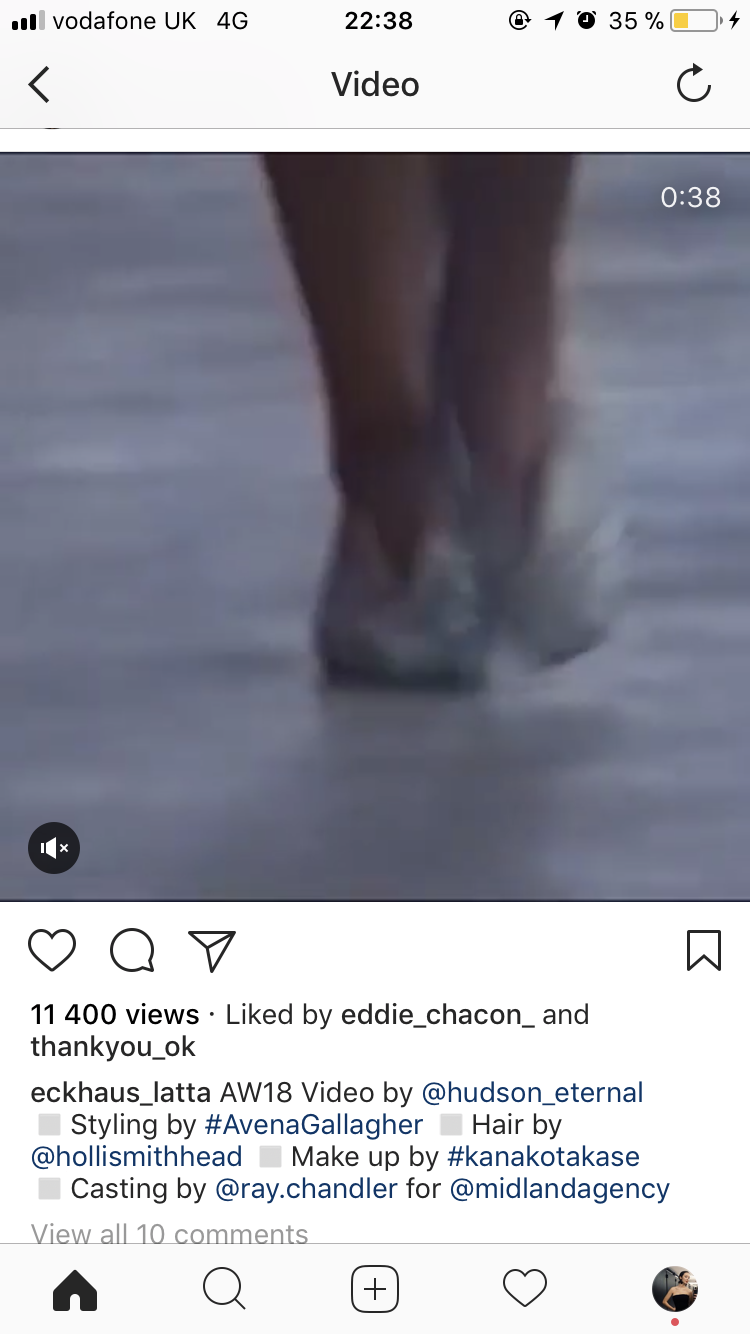 vodafone UK 4G 22:38 35 %
Video
0:38
11 400 views · Liked by eddie_chacon_ and
thankyou_ok
eckhaus_latta AW18 Video by @hudson_eternal
Styling by #AvenaGallagher Hair by
@hollismithhead Make up by #kanakotakase
Casting by @ray.chandler for @midlandagency
View all 10 comments